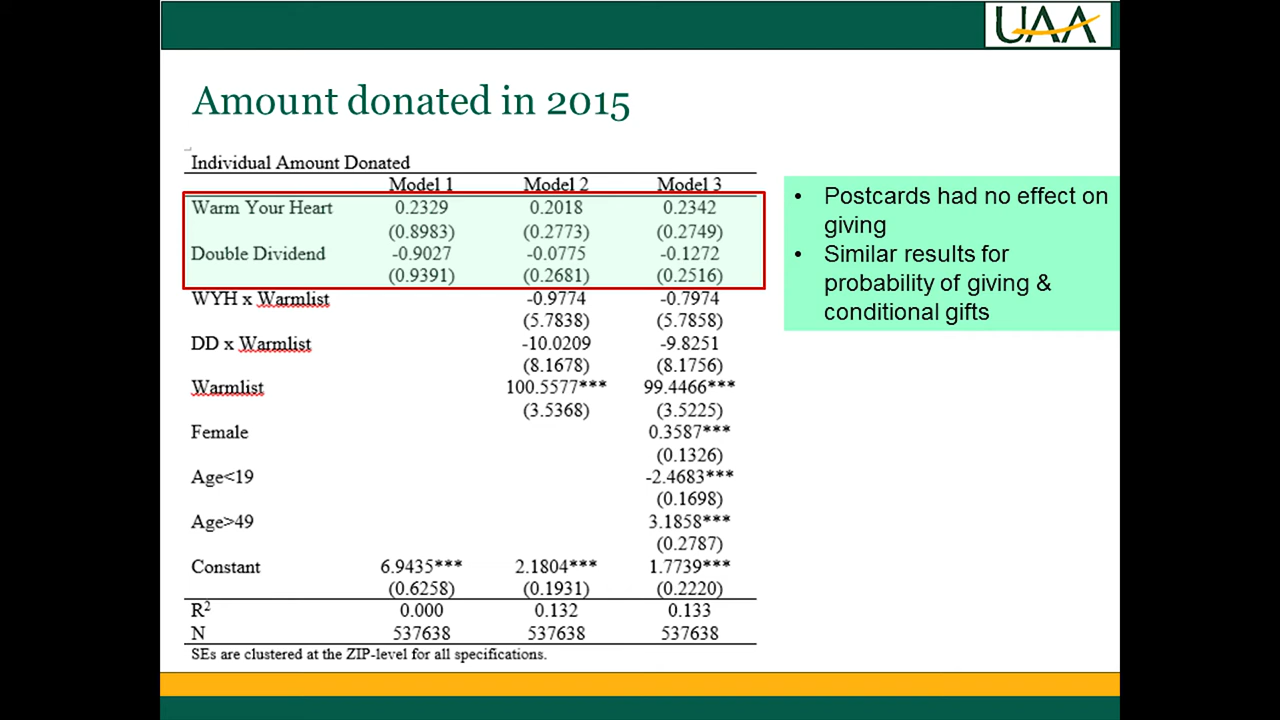 UAA
Amount donated in 2015
Individual Amount Donated
Model 1 Model 2 Model 3
Warm Your Heart 0.2329 0.2018 0.2342
(0.8983) (0.2773) (0.2749)
Double Dividend -0.9027 -0.0775 -0.1272
(0.9391) (0.2681) (0.2516)
WYH x Warmlist -0.9774 -0.7974
(5.7838) (5.7858)
DD x Warmlist -10.0209 -9.8251
(8.1678) (8.1756)
Warmlist 100.5577*** 99.4466***
(3.5368) (3.5225)
Female 0.3587***
(0.1326)
Age<19 -2.4683***
(0.1698)
Age>49 3.1858***
(0.2787)
Constant 6.9435*** 2.1804*** 1.7739***
(0.6258) (0.1931) (0.2220)
R² 0.000 0.132 0.133
N 537638 537638 537638
SEs are clustered at the ZIP-level for all specifications.
• Postcards had no effect on
giving
• Similar results for
probability of giving &
conditional gifts